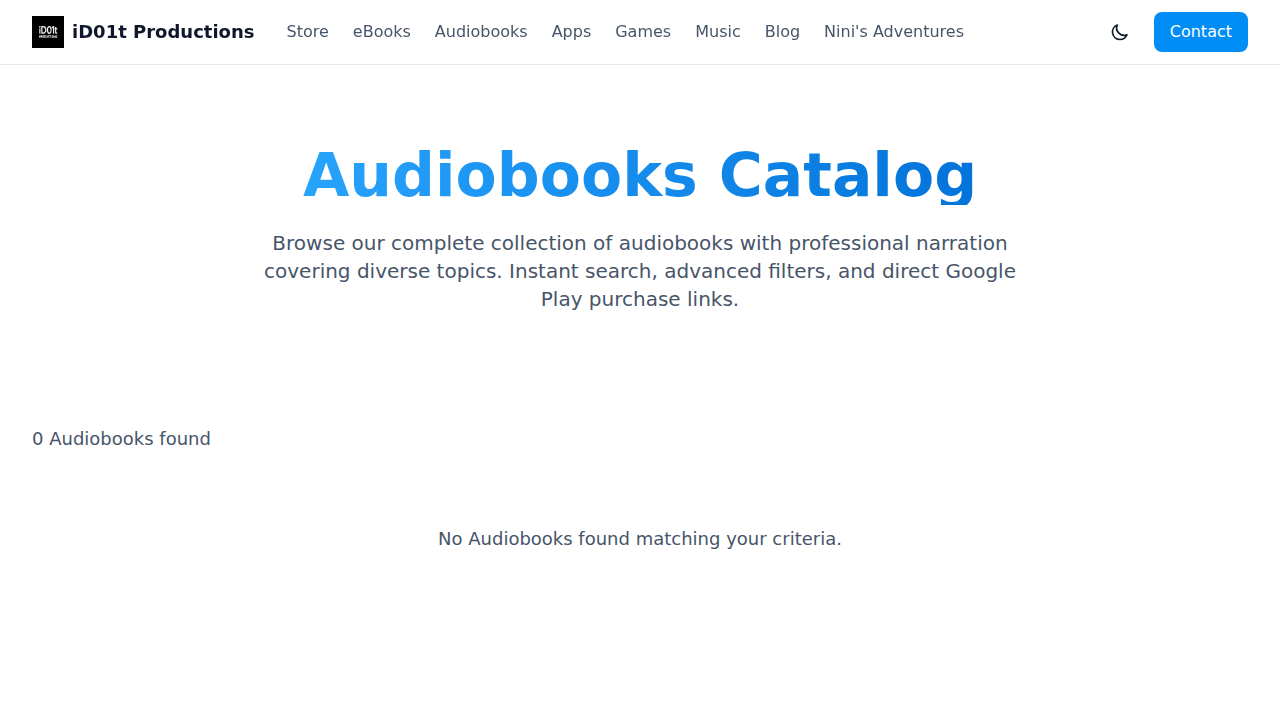 iD01t
PRODUCTIONS
iD01t Productions
Store
eBooks
Audiobooks
Apps
Games
Music
Blog
Nini's Adventures
Contact
Audiobooks Catalog
Browse our complete collection of audiobooks with professional narration
covering diverse topics. Instant search, advanced filters, and direct Google
Play purchase links.
0 Audiobooks found
No Audiobooks found matching your criteria.